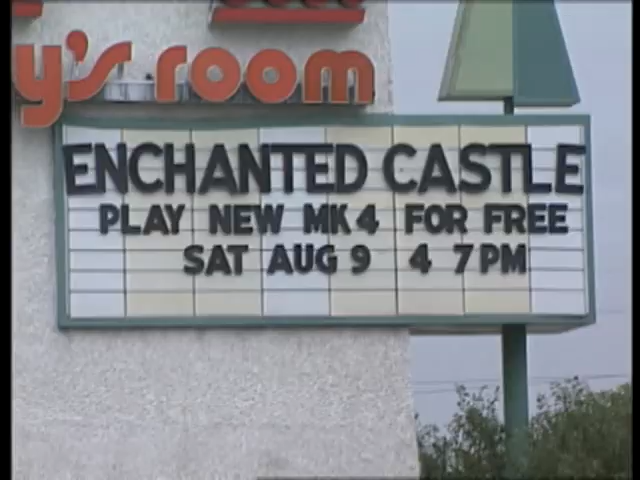 y's room
ENCHANTED CASTLE
PLAY NEW MK4 FOR FREE
SAT AUG 9 4 7PM